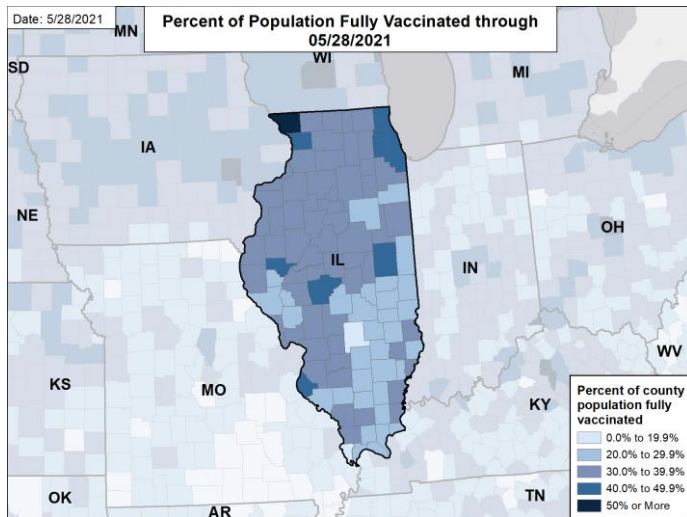 Date: 5/28/2021
Percent of Population Fully Vaccinated through
05/28/2021
MN
SD
WI
MI
IA
NE
IL
IN
OH
WV
KS
MO
KY
OK
AR
TN
Percent of county
population fully
vaccinated
0.0% to 19.9%
20.0% to 29.9%
30.0% to 39.9%
40.0% to 49.9%
50% or More